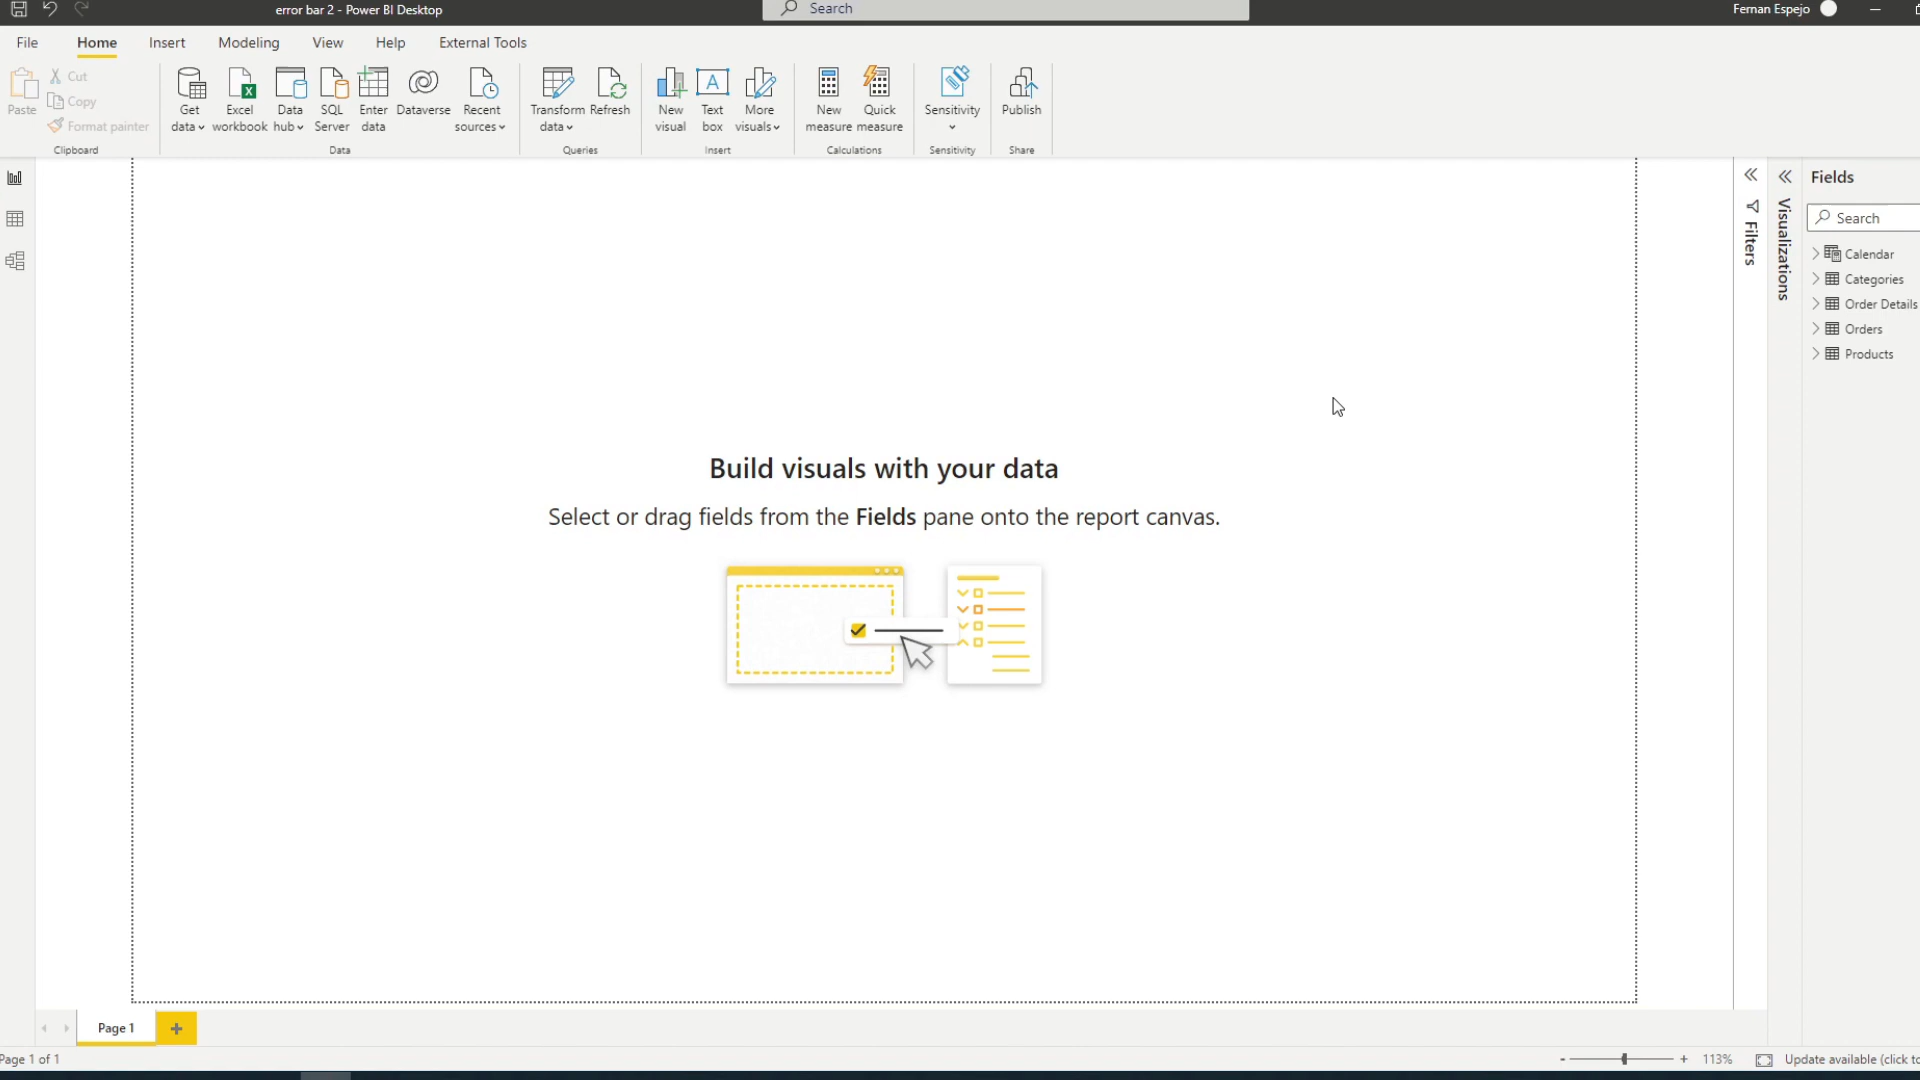 error bar 2 - Power BI Desktop
Search
Fernan Espejo
File Home Insert Modeling View Help External Tools
Paste
Cut
Copy
Format painter
Clipboard
Get data
Excel workbook
Data hub
SQL Server
Enter data
Dataverse
Recent sources
Data
Transform data
Refresh
Queries
New visual
Text box
More visuals
Insert
New measure
Quick measure
Calculations
Sensitivity
Sensitivity
Publish
Share
Build visuals with your data
Select or drag fields from the Fields pane onto the report canvas.
Filters
Visualizations
Fields
Search
Calendar
Categories
Order Details
Orders
Products
Page 1
Page 1 of 1
- + 113%
Update available (click to